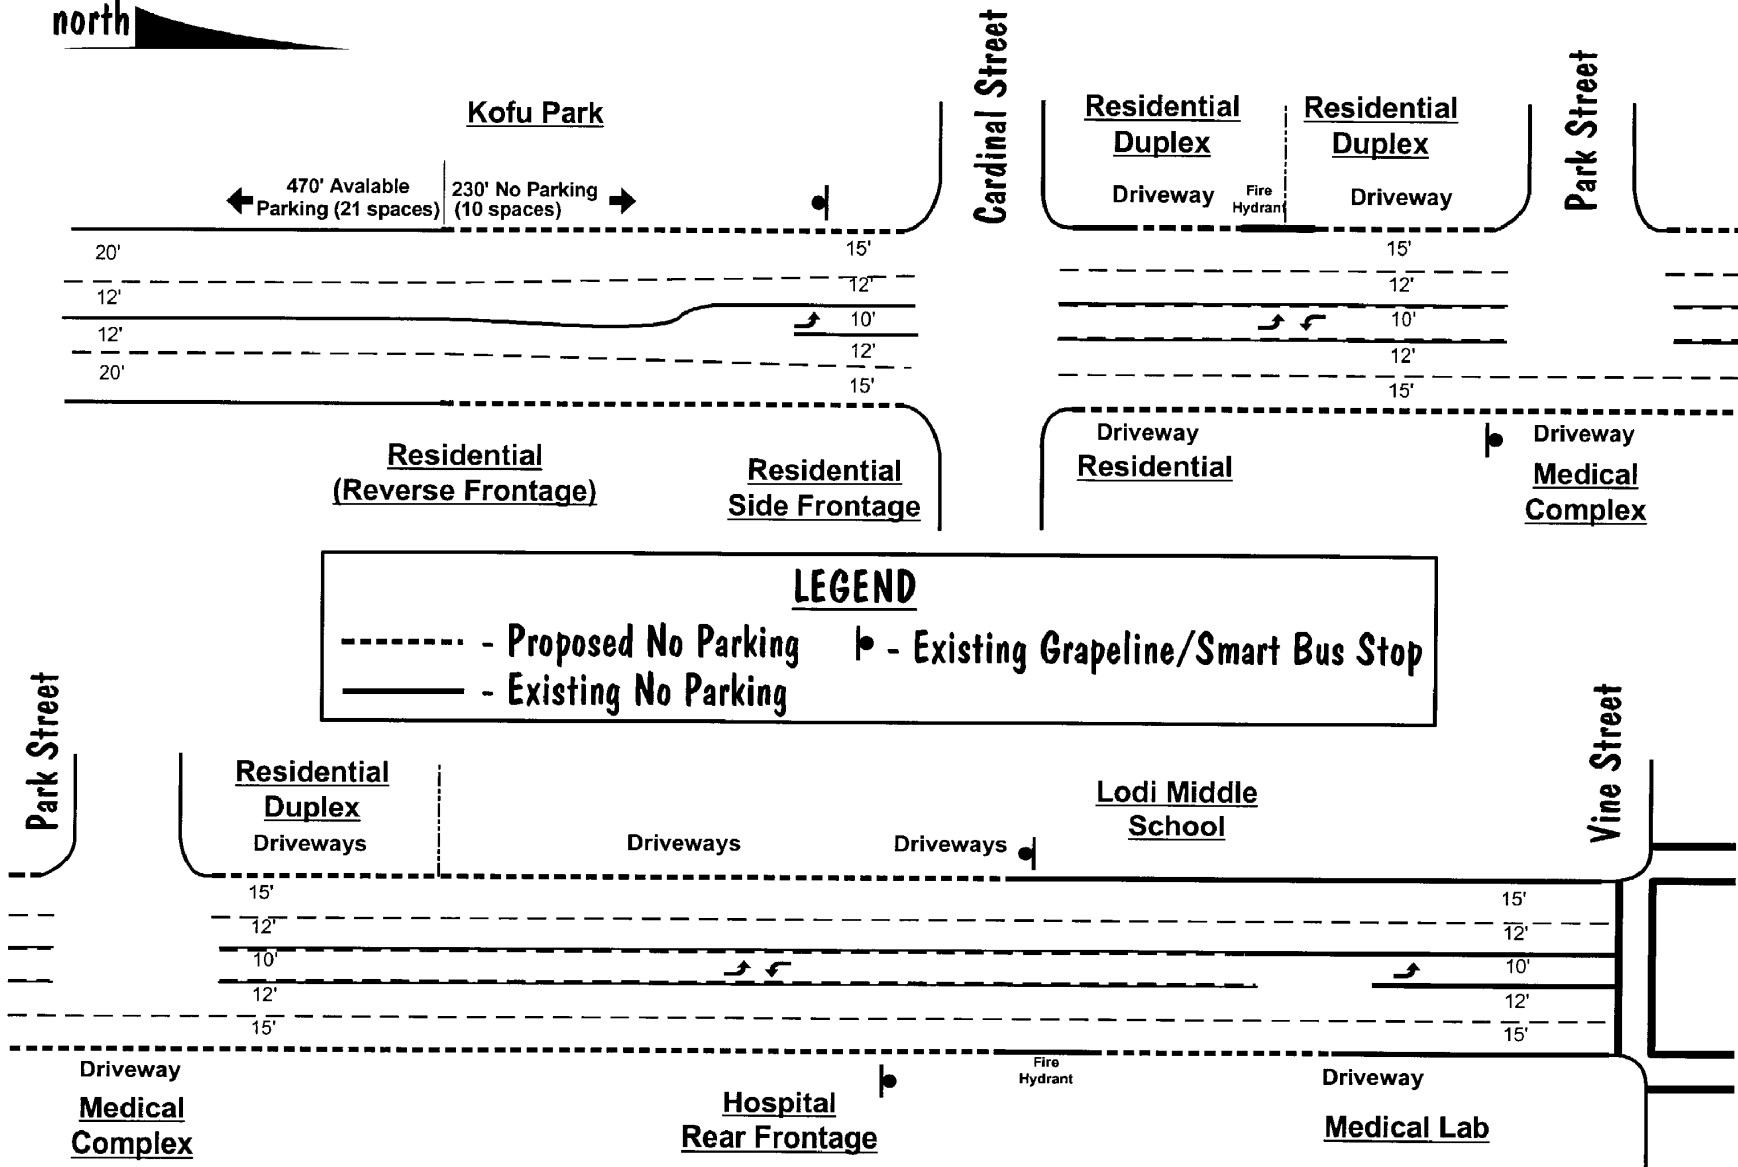 north
Kofu Park
Cardinal Street
Residential
Duplex
Residential
Duplex
Park Street
470' Avalable
Parking (21 spaces)
230' No Parking
(10 spaces)
Driveway
Fire
Hydrant
Driveway
20'
15'
15'
12'
12'
12'
10'
10'
12'
12'
12'
20'
15'
15'
Residential
(Reverse Frontage)
Residential
Side Frontage
Driveway
Residential
Driveway
Medical
Complex
LEGEND
- Proposed No Parking
- Existing Grapeline/Smart Bus Stop
- Existing No Parking
Park Street
Residential
Duplex
Driveways
Driveways
Driveways
Lodi Middle
School
Vine Street
15'
15'
12'
12'
10'
10'
12'
12'
15'
15'
Driveway
Medical
Complex
Hospital
Rear Frontage
Fire
Hydrant
Driveway
Medical Lab